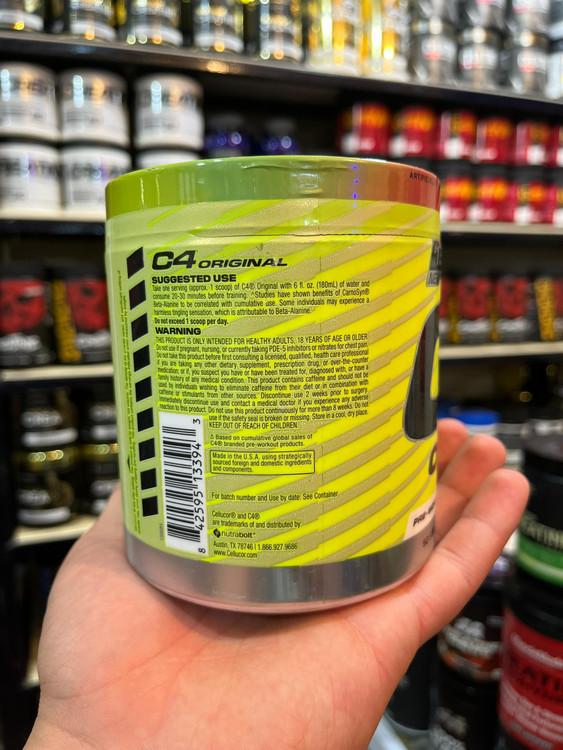 ARTIFIC
C4 ORIGINAL
SUGGESTED USE
Take one serving (approx. 1 scoop) of C4® Original with 6 fl. oz. (180mL) of water and
consume 20-30 minutes before training. ^Studies have shown benefits of CarnoSyn®
Beta-Alanine to be correlated with cumulative use. Some individuals may experience a
harmless tingling sensation, which is attributable to Beta-Alanine.
Do not exceed 1 scoop per day.
WARNING
THIS PRODUCT IS ONLY INTENDED FOR HEALTHY ADULTS, 18 YEARS OF AGE OR OLDER.
Do not use if pregnant, nursing, or currently taking PDE-5 inhibitors or nitrates for chest pain.
Do not take this product before first consulting a licensed, qualified, health care professional
if you are taking any other dietary supplement, prescription drug, or over-the-counter
medication, or if you suspect you have or have been treated for, diagnosed with, or have a
family history of any medical condition. This product contains caffeine and should not be
used by individuals wishing to eliminate caffeine from their diet or in combination with
caffeine or stimulants from other sources. Discontinue use 2 weeks prior to surgery.
Immediately discontinue use and contact a medical doctor if you experience any adverse
reaction to this product. Do not use this product continuously for more than 8 weeks. Do not
use if the safety seal is broken or missing. Store in a cool, dry place.
KEEP OUT OF REACH OF CHILDREN.
Δ Based on cumulative global sales of
C4® branded pre-workout products.
Made in the U.S.A. using strategically
sourced foreign and domestic ingredients
and components.
For batch number and Use by date: See Container
Cellucor® and C4®
are trademarks of and distributed by
nutrabolt
Austin, TX 78746 | 1.866.927.9686
www.Cellucor.com
8 42595 13394 3
PRE-W